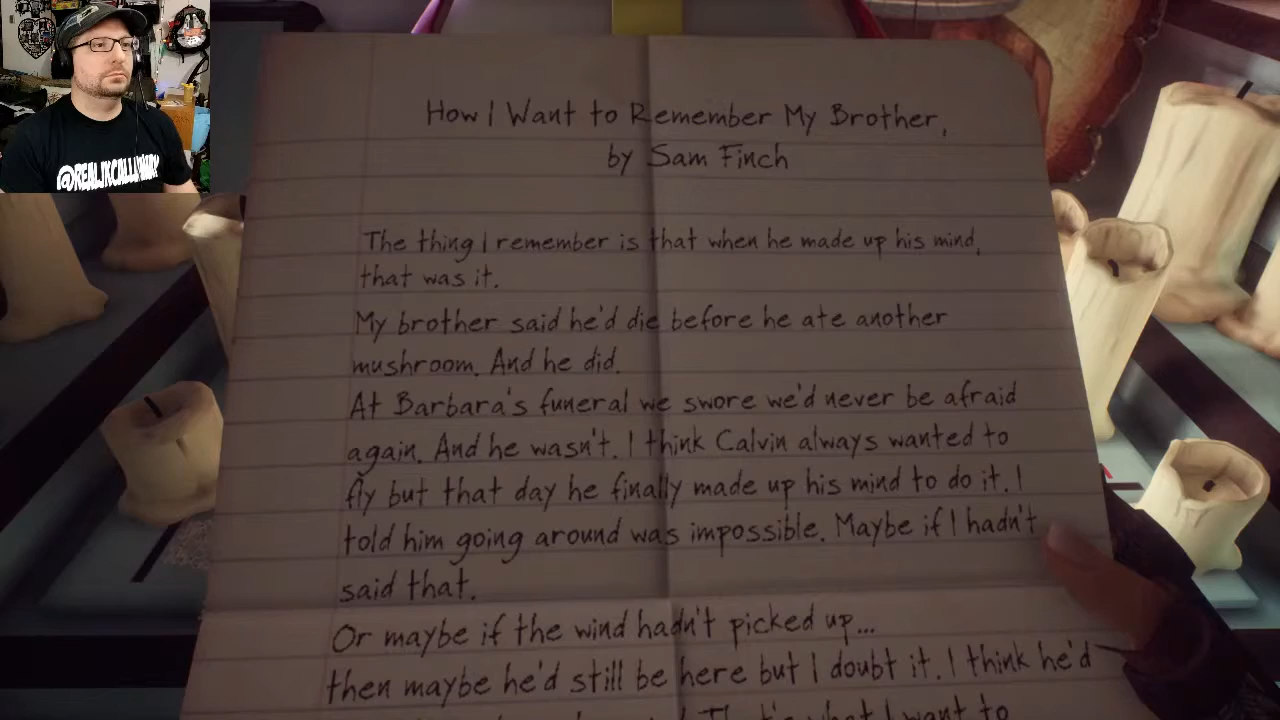 @REALJKCALLAWAY
How I Want to Remember My Brother,
by Sam Finch
The thing I remember is that when he made up his mind,
that was it.
My brother said he'd die before he ate another
mushroom. And he did.
At Barbara's funeral we swore we'd never be afraid
again. And he wasn't. I think Calvin always wanted to
fly but that day he finally made up his mind to do it. I
told him going around was impossible. Maybe if I hadn't
said that.
Or maybe if the wind hadn't picked up...
then maybe he'd still be here but I doubt it. I think he'd
That's what I want to